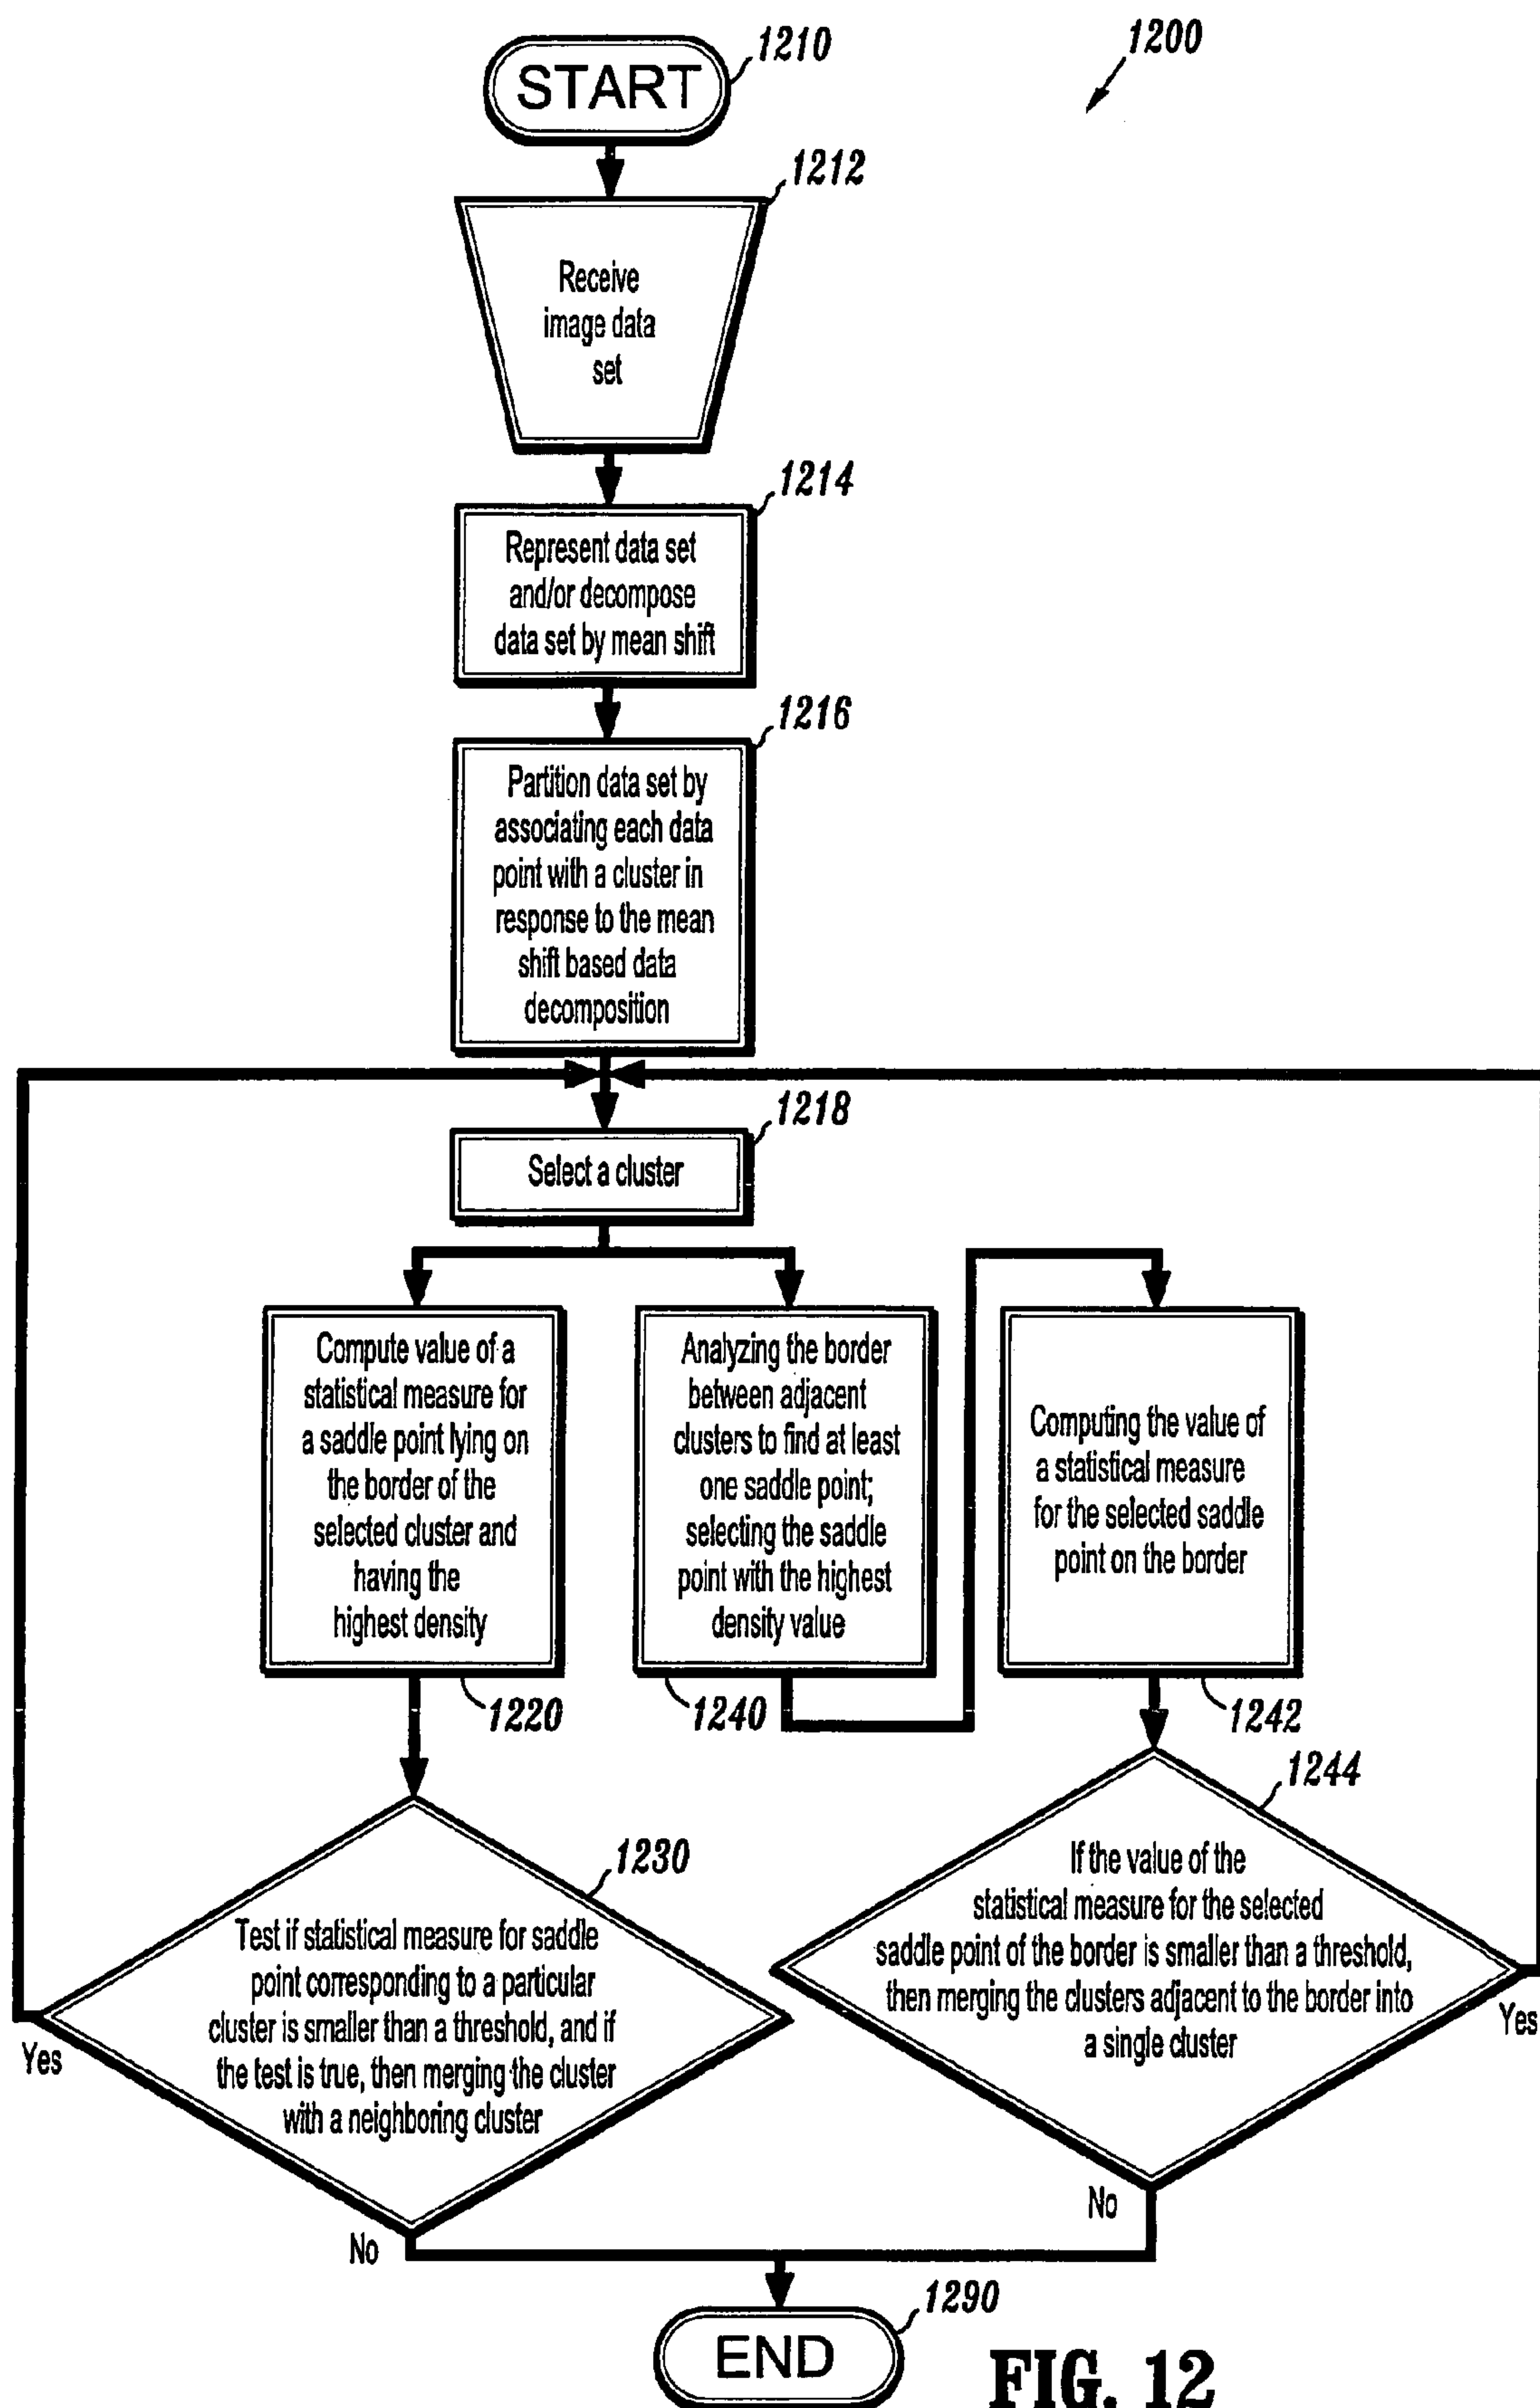 1200
START
1210
1212
Receive
image data
set
1214
Represent data set
and/or decompose
data set by mean shift
1216
Partition data set by
associating each data
point with a cluster in
response to the mean
shift based data
decomposition
1218
Select a cluster
Compute value of a
statistical measure for
a saddle point lying on
the border of the
selected cluster and
having the
highest density
1220
Analyzing the border
between adjacent
clusters to find at least
one saddle point;
selecting the saddle
point with the highest
density value
1240
Computing the value of
a statistical measure
for the selected saddle
point on the border
1242
1230
Test if statistical measure for saddle
point corresponding to a particular
cluster is smaller than a threshold, and if
the test is true, then merging the cluster
with a neighboring cluster
Yes
No
1244
If the value of the
statistical measure for the selected
saddle point of the border is smaller than a threshold,
then merging the clusters adjacent to the border into
a single cluster
Yes
No
1290
END
FIG. 12